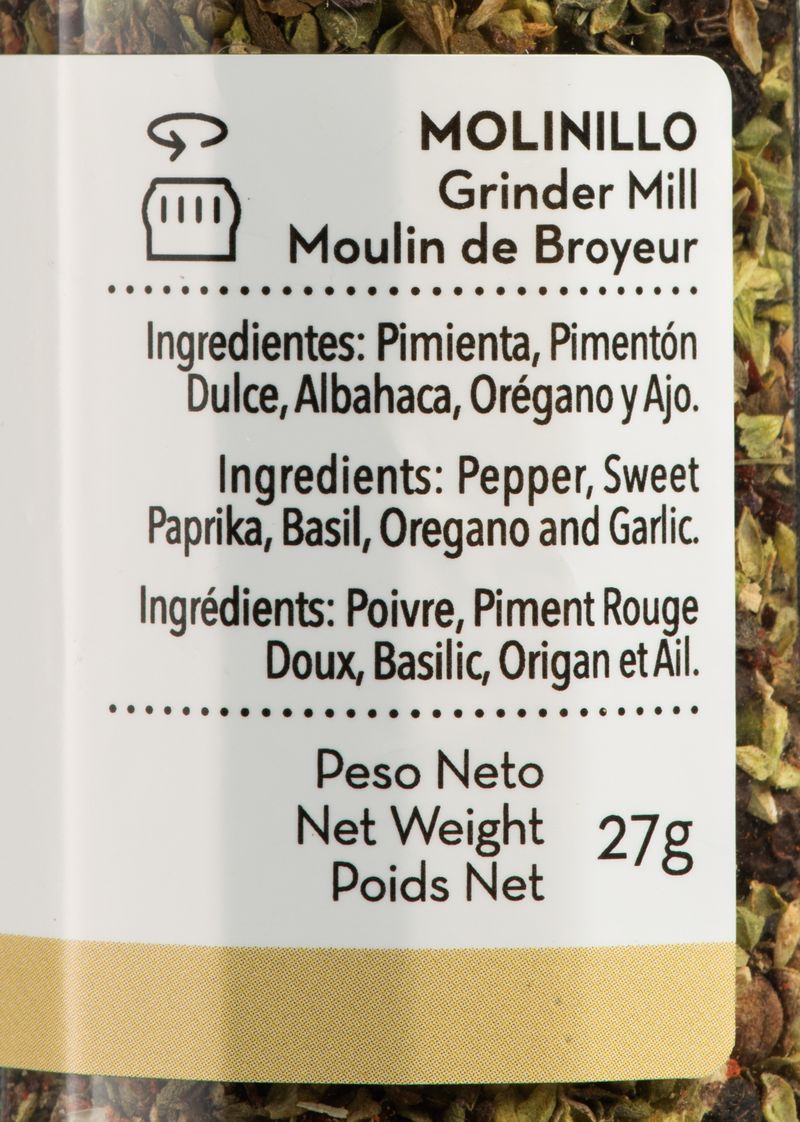 MOLINILLO
Grinder Mill
Moulin de Broyeur
Ingredientes: Pimienta, Pimentón
Dulce, Albahaca, Orégano y Ajo.
Ingredients: Pepper, Sweet
Paprika, Basil, Oregano and Garlic.
Ingrédients: Poivre, Piment Rouge
Doux, Basilic, Origan et Ail.
Peso Neto
Net Weight
Poids Net
27g